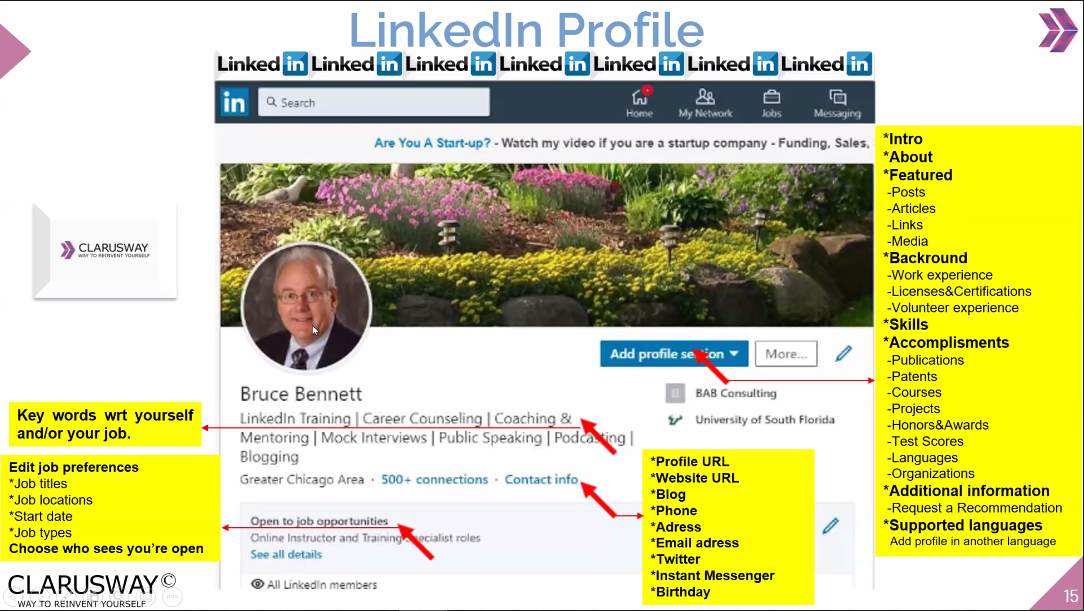 LinkedIn Profile
Linked in Linked in Linked in Linked in Linked in Linked in Linked in
in Search Home My Network Jobs Messaging
Are You A Start-up? - Watch my video if you are a startup company - Funding, Sales,
CLARUSWAY
WAY TO REINVENT YOURSELF
Add profile section More...
Bruce Bennett
LinkedIn Training | Career Counseling | Coaching &
Mentoring | Mock Interviews | Public Speaking | Podcasting |
Blogging
Greater Chicago Area · 500+ connections · Contact info
BAB Consulting
University of South Florida
Open to job opportunities
Online Instructor and Training Specialist roles
See all details
All LinkedIn members
Key words wrt yourself
and/or your job.
Edit job preferences
*Job titles
*Job locations
*Start date
*Job types
Choose who sees you’re open
*Profile URL
*Website URL
*Blog
*Phone
*Adress
*Email adress
*Twitter
*Instant Messenger
*Birthday
*Intro
*About
*Featured
-Posts
-Articles
-Links
-Media
*Backround
-Work experience
-Licenses&Certifications
-Volunteer experience
*Skills
*Accomplisments
-Publications
-Patents
-Courses
-Projects
-Honors&Awards
-Test Scores
-Languages
-Organizations
*Additional information
-Request a Recommendation
*Supported languages
Add profile in another language
CLARUSWAY©
WAY TO REINVENT YOURSELF
15